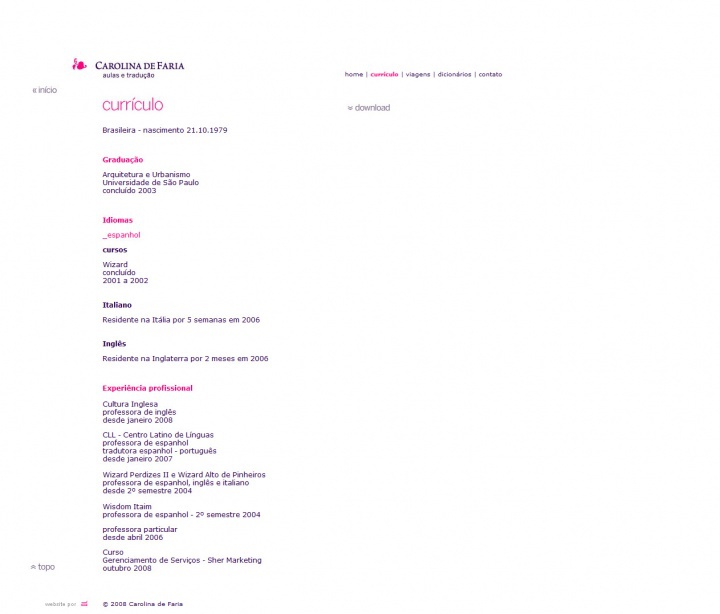 CAROLINA DE FARIA
aulas e tradução
home | currículo | viagens | dicionários | contato
« início
currículo
download
Brasileira - nascimento 21.10.1979
Graduação
Arquitetura e Urbanismo
Universidade de São Paulo
concluído 2003
Idiomas
_espanhol
cursos
Wizard
concluído
2001 a 2002
Italiano
Residente na Itália por 5 semanas em 2006
Inglês
Residente na Inglaterra por 2 meses em 2006
Experiência profissional
Cultura Inglesa
professora de inglês
desde janeiro 2008
CLL - Centro Latino de Línguas
professora de espanhol
tradutora espanhol - português
desde janeiro 2007
Wizard Perdizes II e Wizard Alto de Pinheiros
professora de espanhol, inglês e italiano
desde 2º semestre 2004
Wisdom Itaim
professora de espanhol - 2º semestre 2004
professora particular
desde abril 2006
Curso
Gerenciamento de Serviços - Sher Marketing
outubro 2008
topo
website por
© 2008 Carolina de Faria